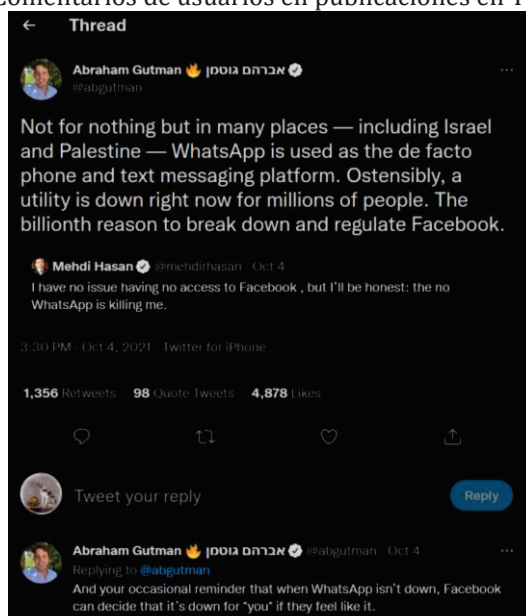 Comentarios de usuarios en publicaciones en T
← Thread
Abraham Gutman 🔥 אברהם גוטמן
@abgutman
Not for nothing but in many places — including Israel
and Palestine — WhatsApp is used as the de facto
phone and text messaging platform. Ostensibly, a
utility is down right now for millions of people. The
billionth reason to break down and regulate Facebook.
Mehdi Hasan @mehdirhasan · Oct 4
I have no issue having no access to Facebook , but I'll be honest: the no
WhatsApp is killing me.
3:30 PM · Oct 4, 2021 · Twitter for iPhone
1,356 Retweets 98 Quote Tweets 4,878 Likes
Tweet your reply
Reply
Abraham Gutman 🔥 אברהם גוטמן @abgutman · Oct 4
Replying to @abgutman
And your occasional reminder that when WhatsApp isn't down, Facebook
can decide that it's down for "you" if they feel like it.